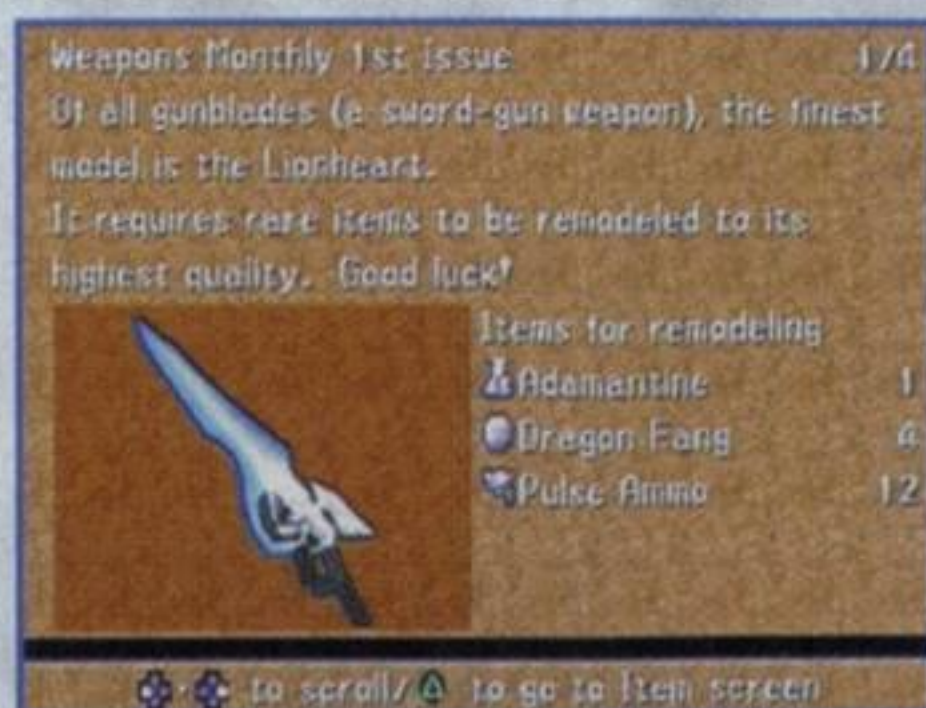 Weapons Monthly 1st Issue 1/4
Of all gunblades (a sword-gun weapon), the finest
model is the Lionheart.
It requires rare items to be remodeled to its
highest quality. Good luck!
Items for remodeling
Adamantine 1
Dragon Fang 4
Pulse Ammo 12
to scroll/ to go to Item screen